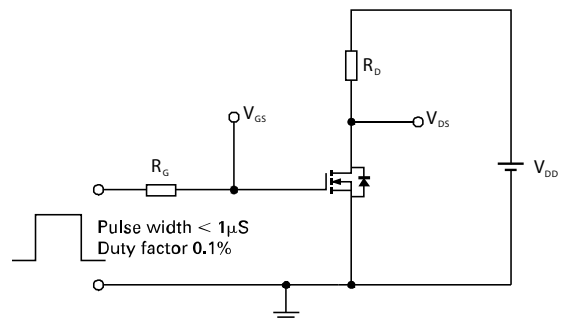 R_D
V_GS
V_DS
R_G
V_DD
Pulse width < 1μS
Duty factor 0.1%